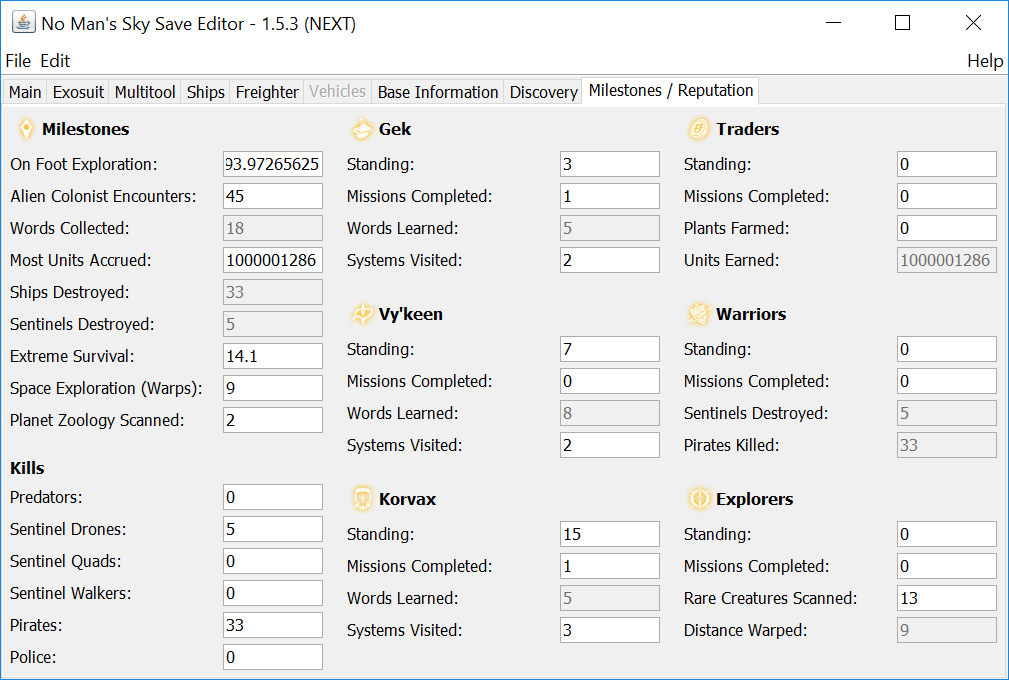 No Man's Sky Save Editor - 1.5.3 (NEXT)
File Edit Help
Main Exosuit Multitool Ships Freighter Vehicles Base Information Discovery Milestones / Reputation
Milestones
On Foot Exploration: 93.97265625
Alien Colonist Encounters: 45
Words Collected: 18
Most Units Accrued: 1000001286
Ships Destroyed: 33
Sentinels Destroyed: 5
Extreme Survival: 14.1
Space Exploration (Warps): 9
Planet Zoology Scanned: 2
Kills
Predators: 0
Sentinel Drones: 5
Sentinel Quads: 0
Sentinel Walkers: 0
Pirates: 33
Police: 0
Gek
Standing: 3
Missions Completed: 1
Words Learned: 5
Systems Visited: 2
Vy'keen
Standing: 7
Missions Completed: 0
Words Learned: 8
Systems Visited: 2
Korvax
Standing: 15
Missions Completed: 1
Words Learned: 5
Systems Visited: 3
Traders
Standing: 0
Missions Completed: 0
Plants Farmed: 0
Units Earned: 1000001286
Warriors
Standing: 0
Missions Completed: 0
Sentinels Destroyed: 5
Pirates Killed: 33
Explorers
Standing: 0
Missions Completed: 0
Rare Creatures Scanned: 13
Distance Warped: 9